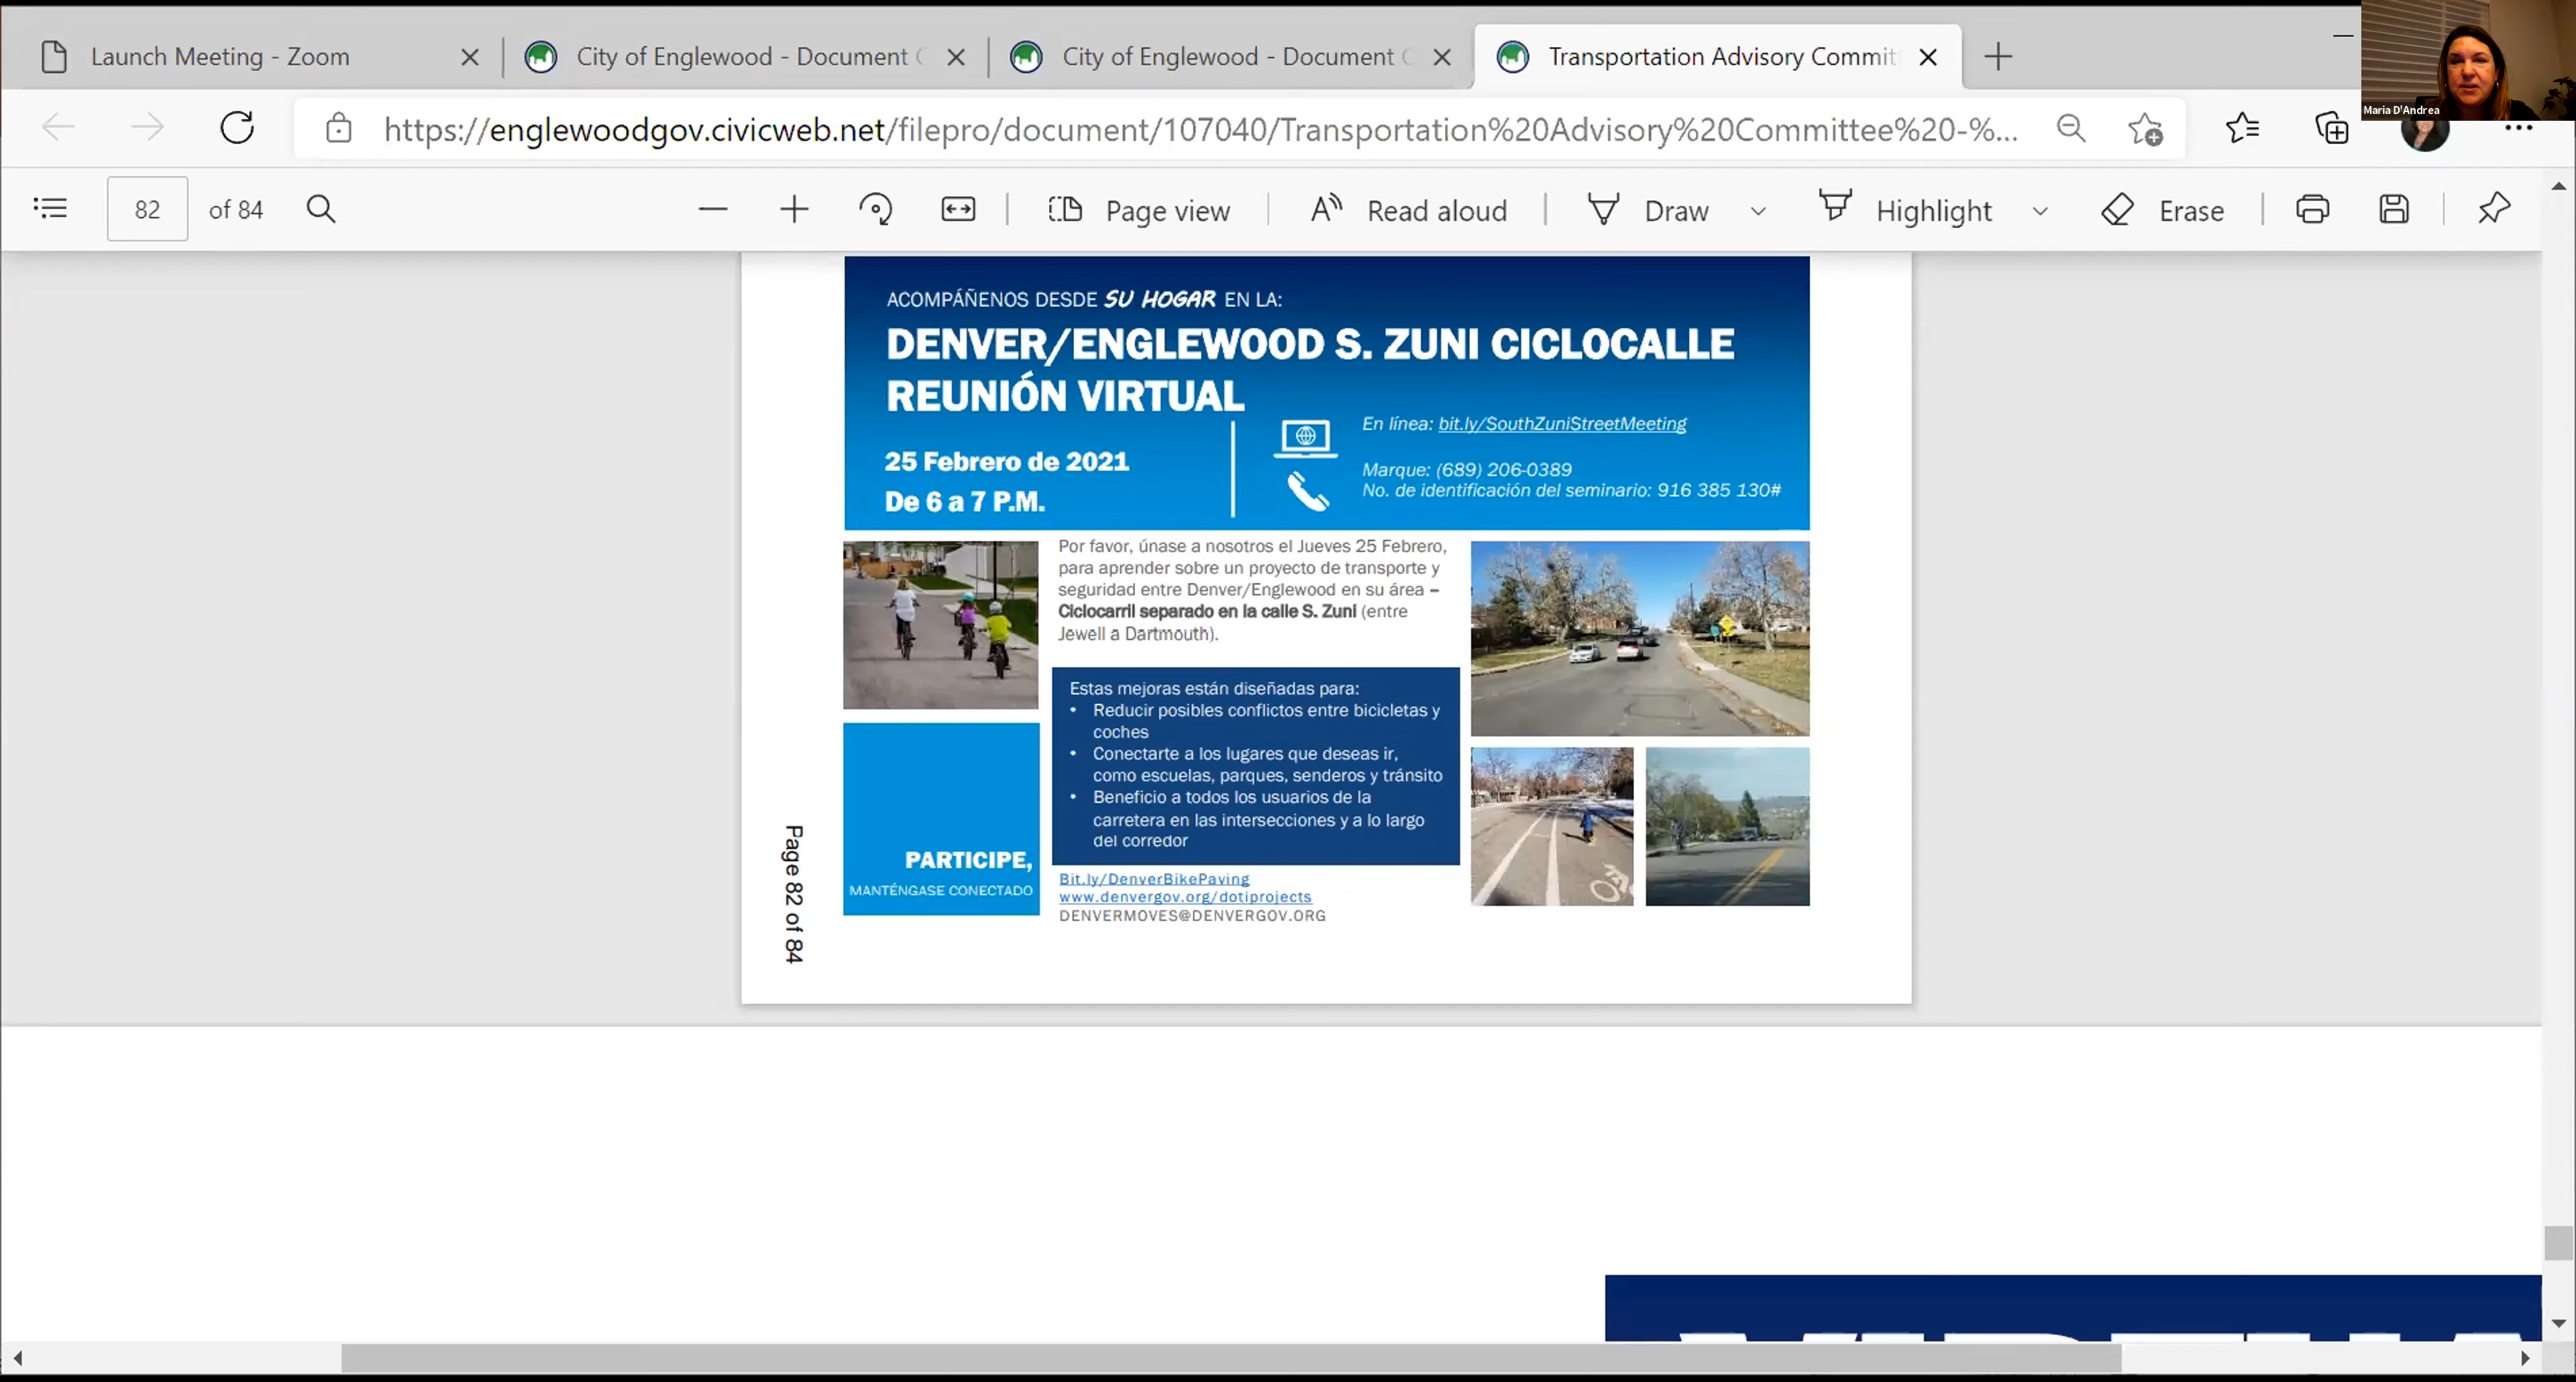 Launch Meeting - Zoom
City of Englewood - Document
City of Englewood - Document
Transportation Advisory Commit
Maria D'Andrea
https://englewoodgov.civicweb.net/filepro/document/107040/Transportation%20Advisory%20Committee%20-%...
82 of 84
Page view
Read aloud
Draw
Highlight
Erase
ACOMPÁÑENOS DESDE SU HOGAR EN LA:
DENVER/ENGLEWOOD S. ZUNI CICLOCALLE
REUNIÓN VIRTUAL
25 Febrero de 2021
De 6 a 7 P.M.
En línea: bit.ly/SouthZuniStreetMeeting
Marque: (689) 206-0389
No. de identificación del seminario: 916 385 130#
Por favor, únase a nosotros el Jueves 25 Febrero,
para aprender sobre un proyecto de transporte y
seguridad entre Denver/Englewood en su área –
Ciclocarril separado en la calle S. Zuni (entre
Jewell a Dartmouth).
Estas mejoras están diseñadas para:
• Reducir posibles conflictos entre bicicletas y
coches
• Conectarte a los lugares que deseas ir,
como escuelas, parques, senderos y tránsito
• Beneficio a todos los usuarios de la
carretera en las intersecciones y a lo largo
del corredor
PARTICIPE,
MANTÉNGASE CONECTADO
Bit.ly/DenverBikePaving
www.denvergov.org/dotiprojects
DENVERMOVES@DENVERGOV.ORG
Page 82 of 84